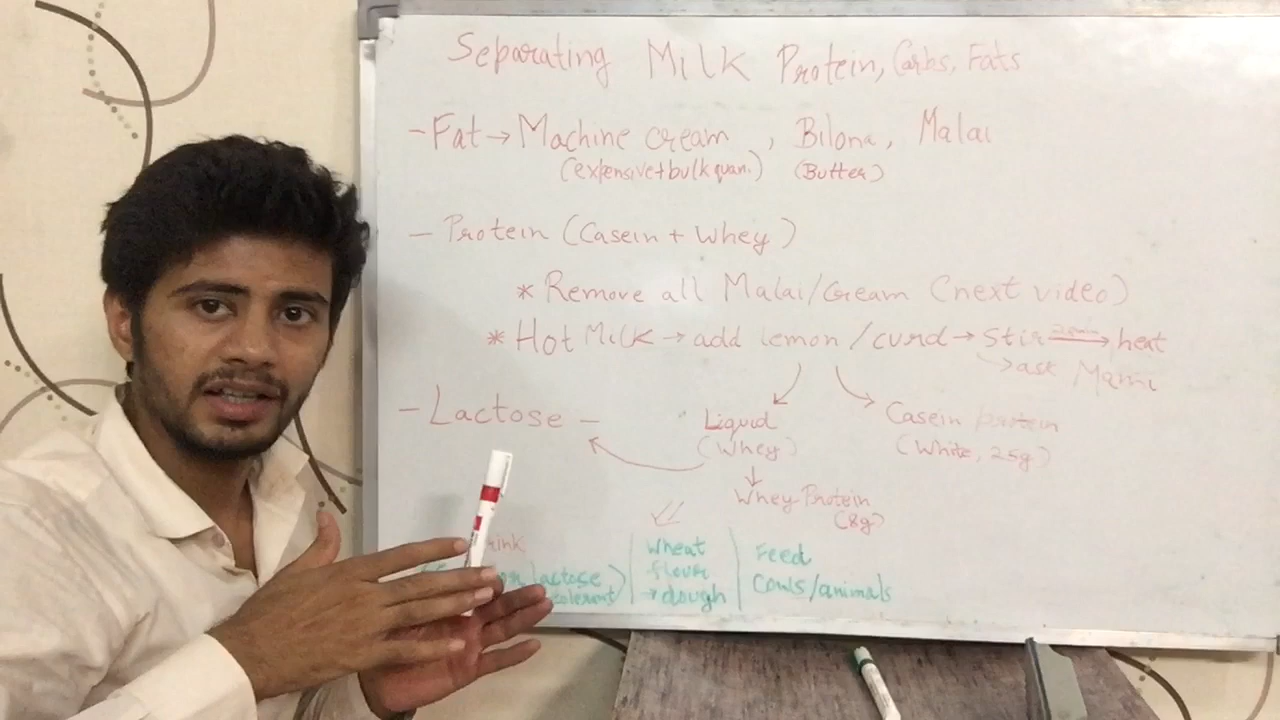 Separating Milk Protein, Carbs, Fats
- Fat → Machine cream , Bilona, Malai
(expensive+bulk quan.) (Butter)
- Protein (Casein + Whey)
* Remove all Malai/Cream (next video)
* Hot Milk → add lemon / curd → Stir → heat
→ ask Mami
- Lactose -
Liquid
(Whey)
Casein protein
(White, 25g)
Whey Protein
(8g)
rink
lactose
Wheat
flour
→ dough
Feed
Cows/animals